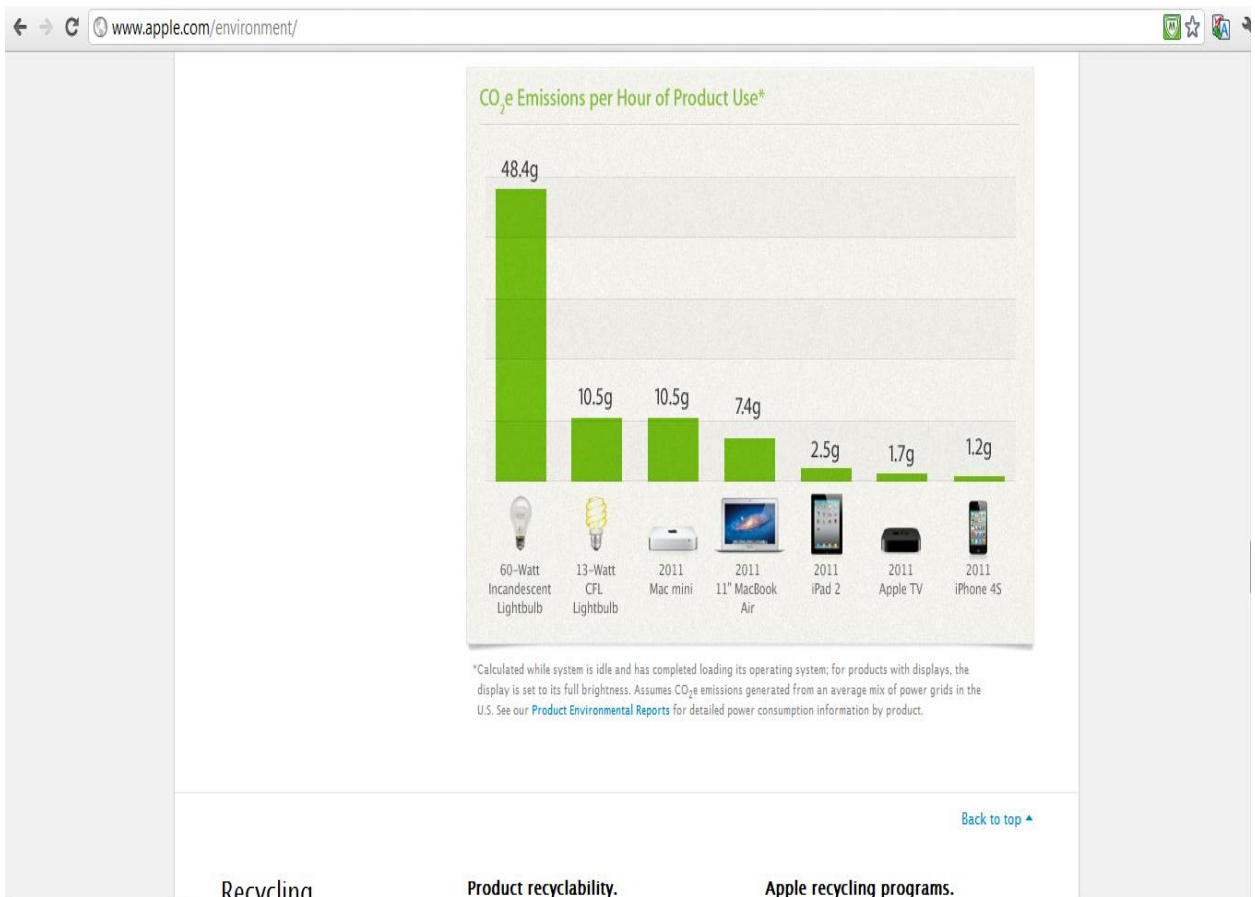 www.apple.com/environment/
CO₂e Emissions per Hour of Product Use*
48.4g
10.5g
10.5g
7.4g
2.5g
1.7g
1.2g
60-Watt
Incandescent
Lightbulb
13-Watt
CFL
Lightbulb
2011
Mac mini
2011
11" MacBook
Air
2011
iPad 2
2011
Apple TV
2011
iPhone 4S
*Calculated while system is idle and has completed loading its operating system; for products with displays, the
display is set to its full brightness. Assumes CO₂e emissions generated from an average mix of power grids in the
U.S. See our Product Environmental Reports for detailed power consumption information by product.
Back to top
Recycling
Product recyclability.
Apple recycling programs.